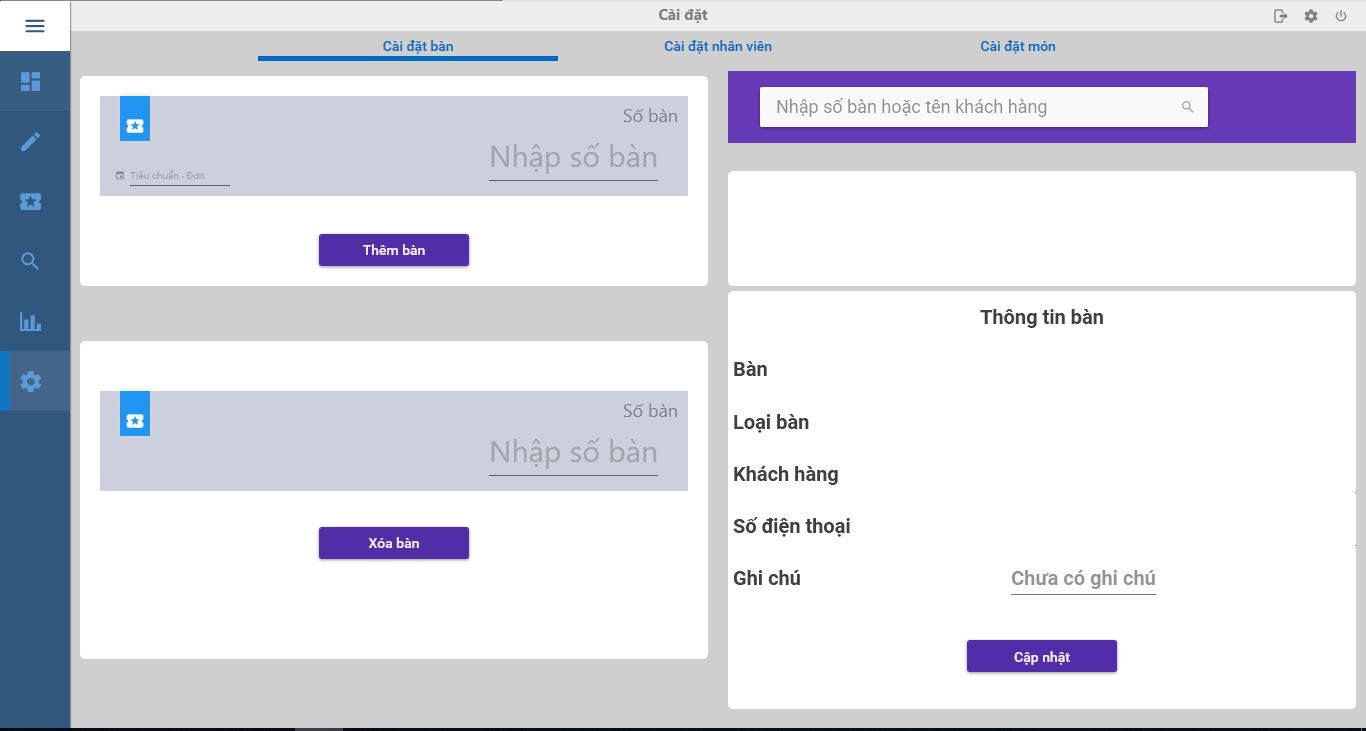 Cài đặt
Cài đặt bàn
Cài đặt nhân viên
Cài đặt món
Số bàn
Nhập số bàn
Tiêu chuẩn - Đơn
Thêm bàn
Số bàn
Nhập số bàn
Xóa bàn
Nhập số bàn hoặc tên khách hàng
Thông tin bàn
Bàn
Loại bàn
Khách hàng
Số điện thoại
Ghi chú
Chưa có ghi chú
Cập nhật